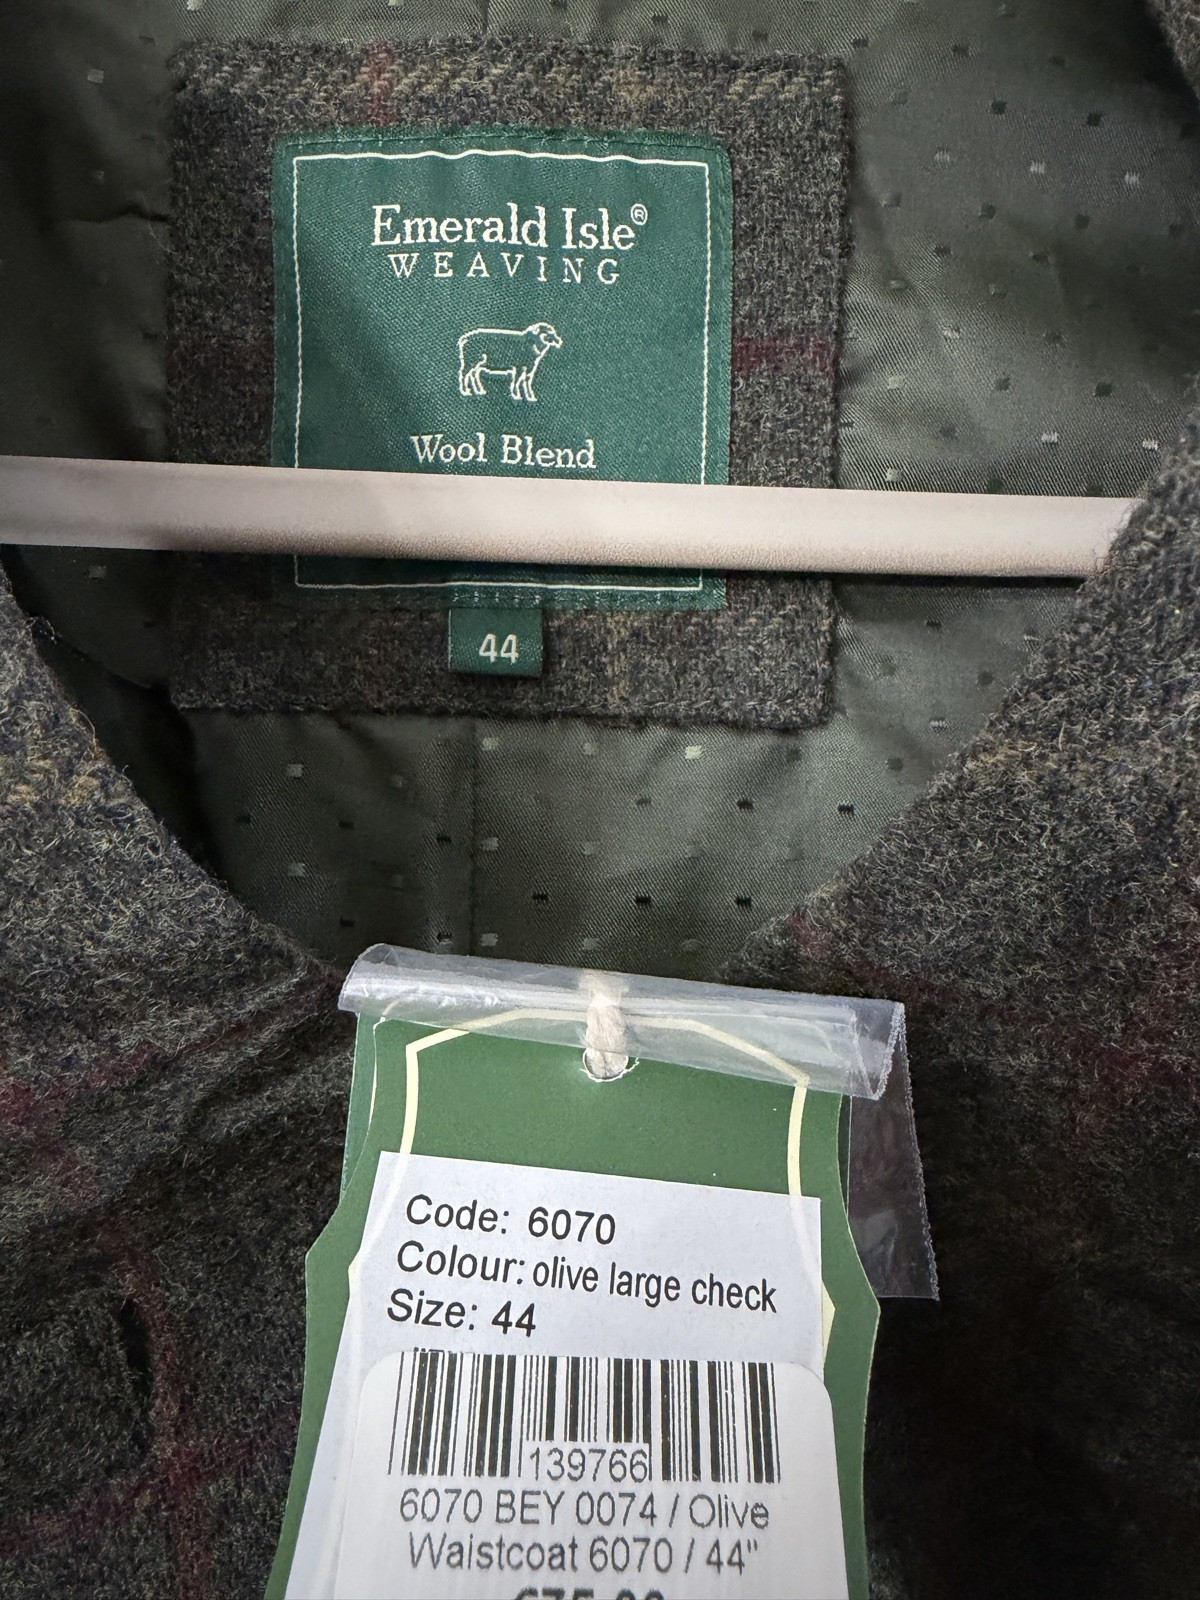 Emerald Isle®
WEAVING
Wool Blend
44
Code: 6070
Colour: olive large check
Size: 44
139766
6070 BEY 0074 / Olive
Waistcoat 6070 / 44"